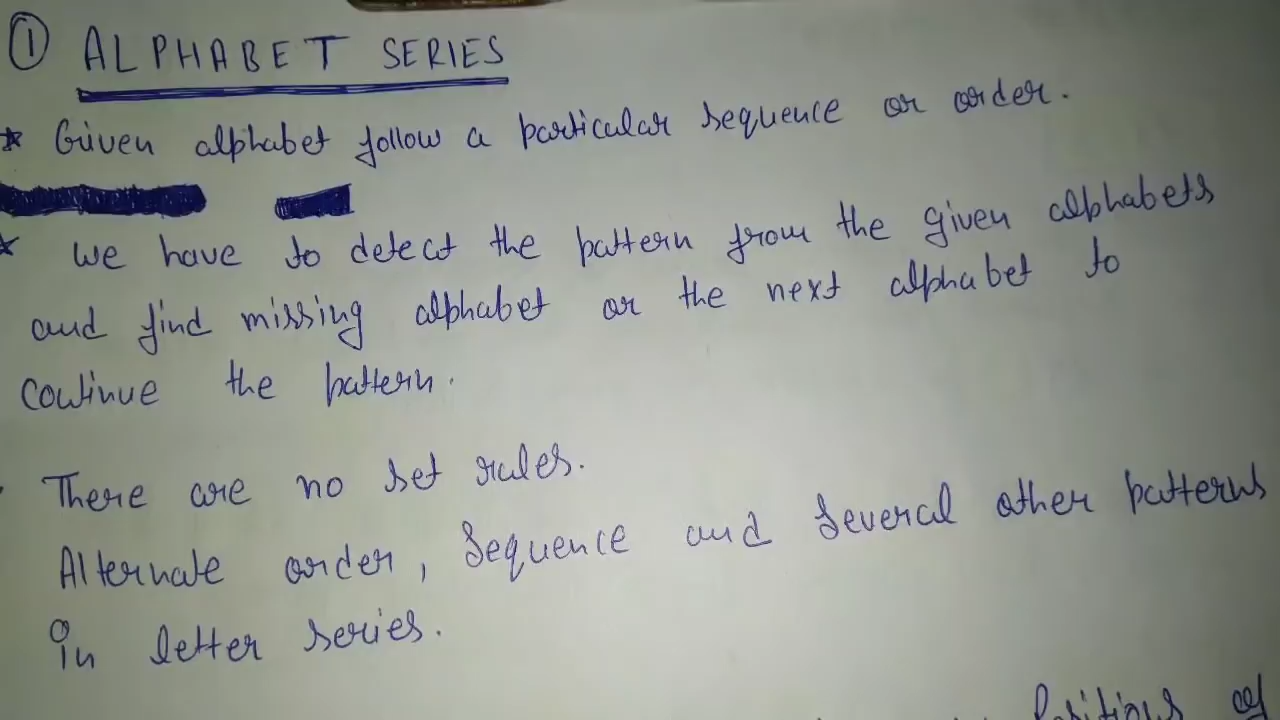 ① ALPHABET SERIES
* Given alphabet follow a particular sequence or order.
* we have to detect the pattern from the given alphabets
and find missing alphabet or the next alphabet to
continue the pattern.
There are no set rules.
Alternate order, sequence and several other patterns
in letter series.
Positions of